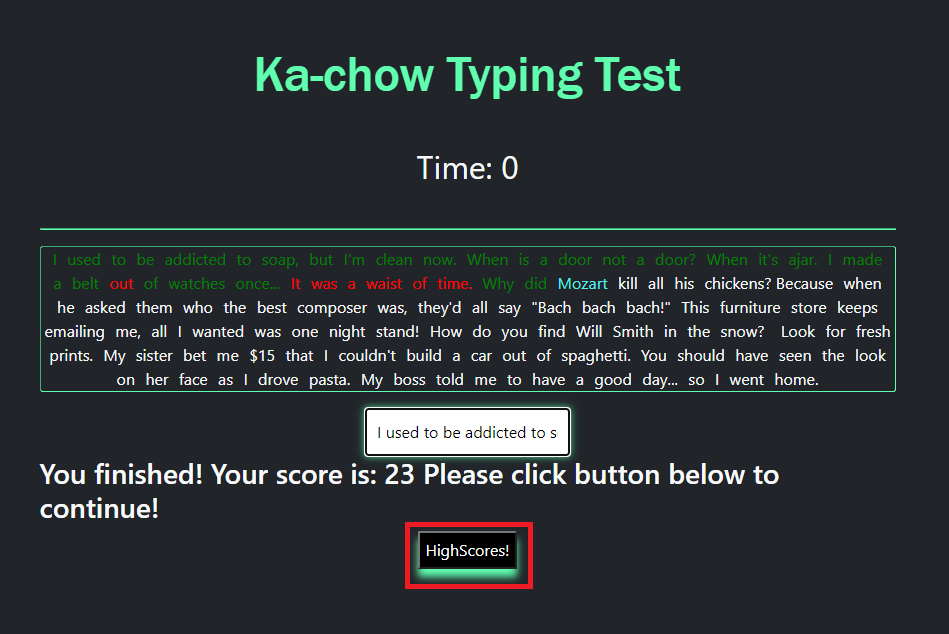 Ka-chow Typing Test
Time: 0
I used to be addicted to soap, but I'm clean now. When is a door not a door? When it's ajar. I made
a belt out of watches once... It was a waist of time. Why did Mozart kill all his chickens? Because when
he asked them who the best composer was, they'd all say "Bach bach bach!" This furniture store keeps
emailing me, all I wanted was one night stand! How do you find Will Smith in the snow? Look for fresh
prints. My sister bet me $15 that I couldn't build a car out of spaghetti. You should have seen the look
on her face as I drove pasta. My boss told me to have a good day... so I went home.
I used to be addicted to s
You finished! Your score is: 23 Please click button below to
continue!
HighScores!